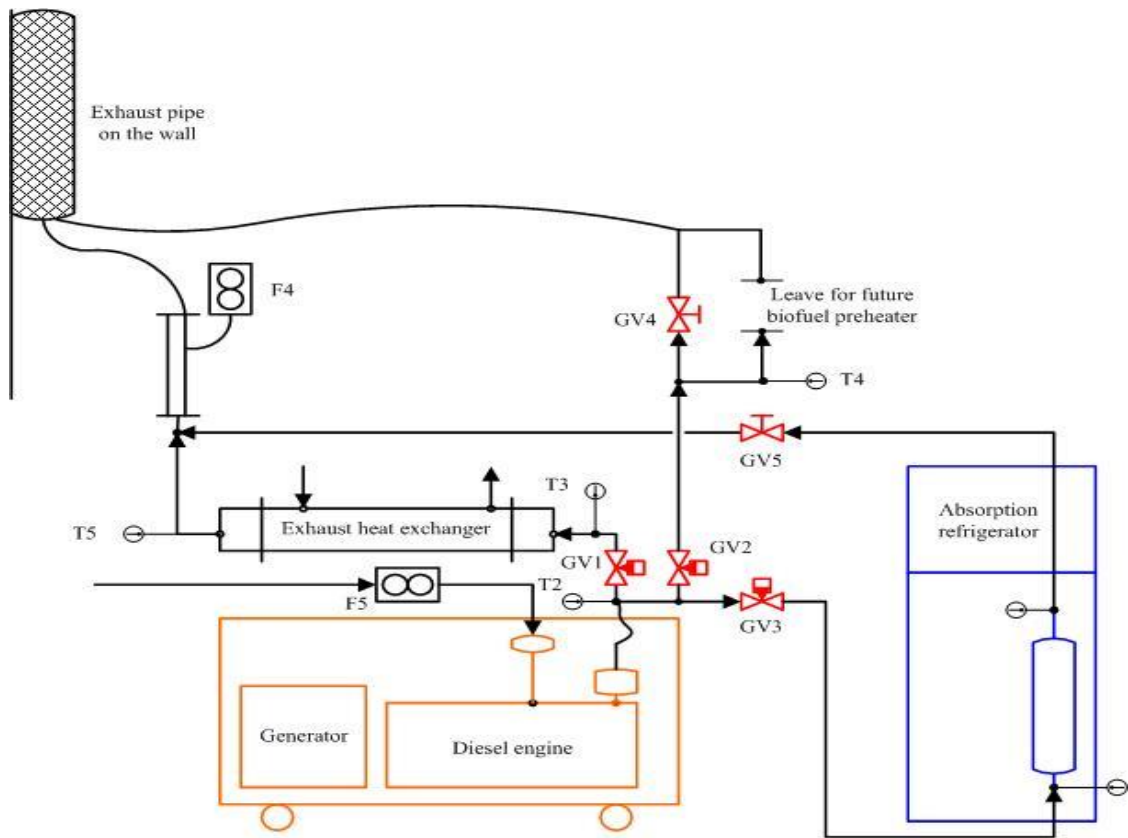 Exhaust pipe
on the wall
F4
GV4
Leave for future
biofuel preheater
T4
GV5
T3
T5
Exhaust heat exchanger
Absorption
refrigerator
GV1
GV2
T2
F5
GV3
Generator
Diesel engine